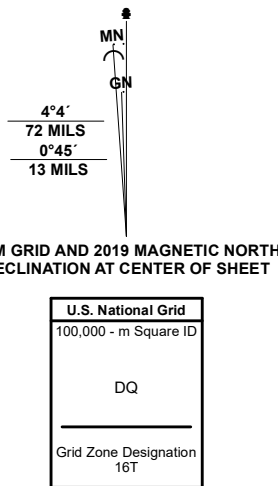 MN
GN
4°4´
72 MILS
0°45´
13 MILS
M GRID AND 2019 MAGNETIC NORTH
ECLINATION AT CENTER OF SHEET
U.S. National Grid
100,000 - m Square ID
DQ
Grid Zone Designation
16T